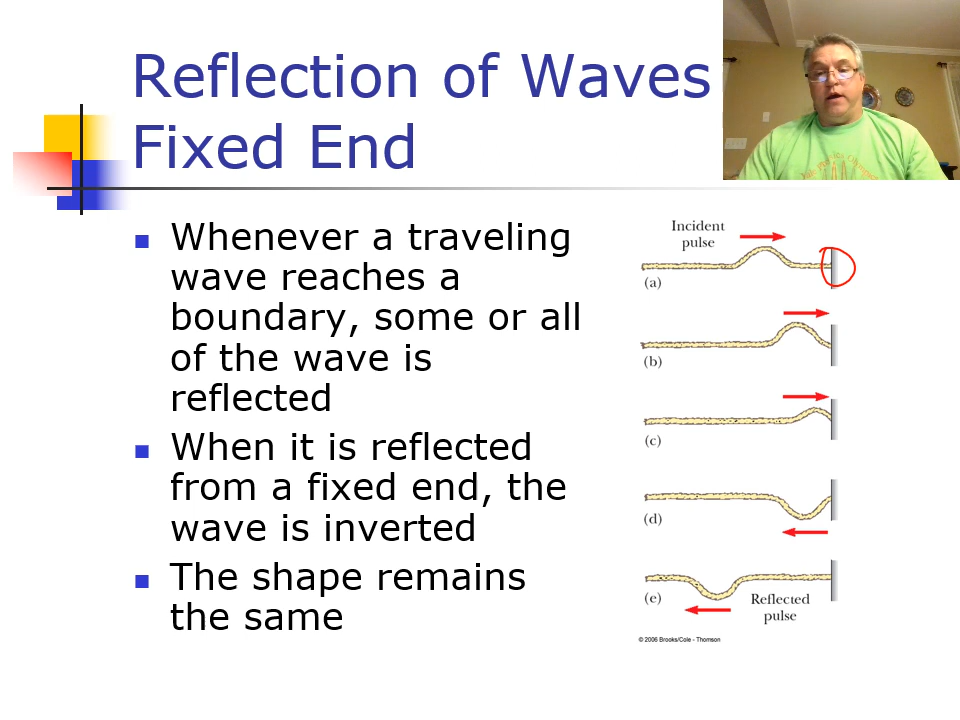 Reflection of Waves
Fixed End
Whenever a traveling
wave reaches a
boundary, some or all
of the wave is
reflected
When it is reflected
from a fixed end, the
wave is inverted
The shape remains
the same
Incident
pulse
(a)
(b)
(c)
(d)
(e)
Reflected
pulse
© 2006 Brooks/Cole - Thomson